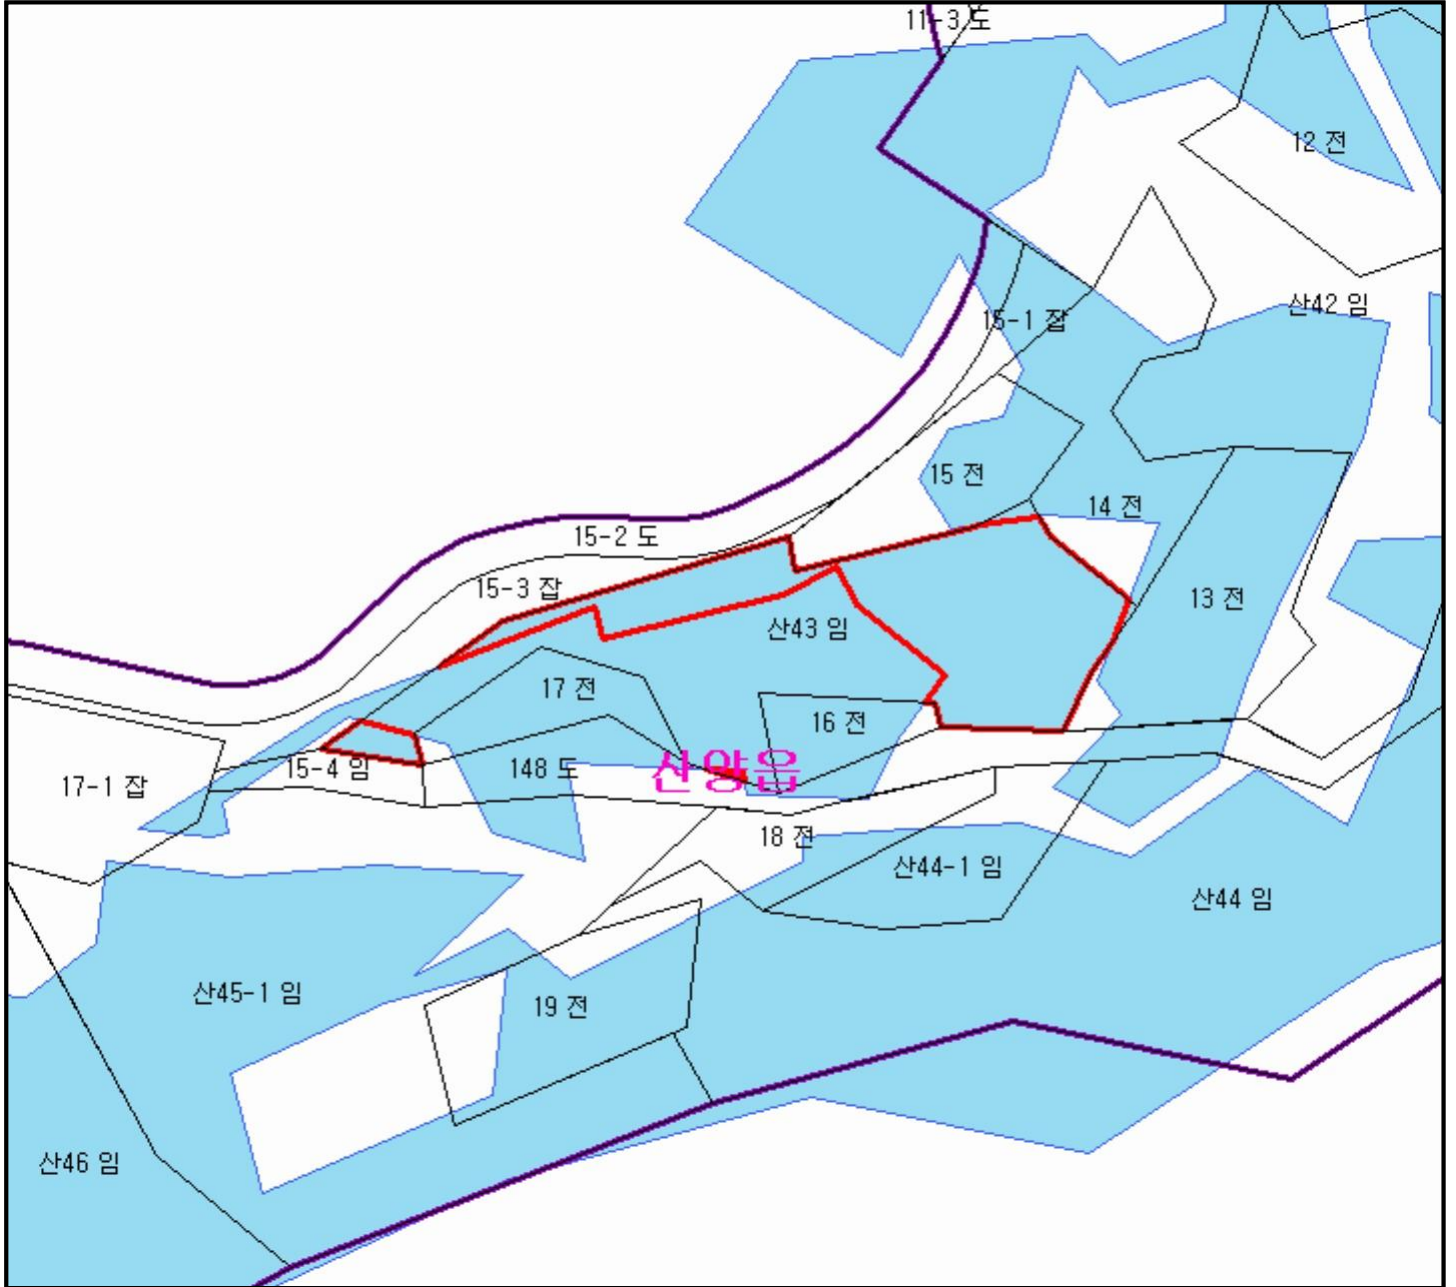 11-3 도
12 전
산42 임
15-1 잡
15 전
14 전
15-2 도
15-3 잡
13 전
산43 임
17 전
16 전
산양읍
148 도
15-4 임
17-1 잡
18 전
산44-1 임
산44 임
산45-1 임
19 전
산46 임